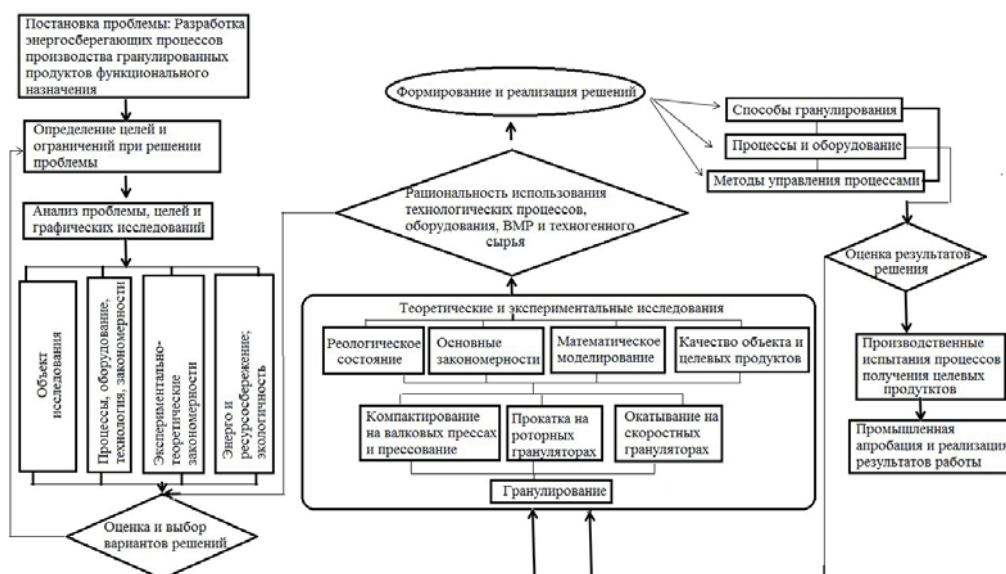 Постановка проблемы: Разработка
энергосберегающих процессов
производства гранулированных
продуктов функционального
назначения
Определение целей и
ограничений при решении
проблемы
Анализ проблемы, целей и
графических исследований
Объект
исследования
Процессы, оборудование,
технология, закономерности
Экспериментально-
теоретические
закономерности
Энерго и
ресурсосбережение;
экологичность
Оценка и выбор
вариантов решений
Формирование и реализация решений
Рациональность использования
технологических процессов,
оборудования, ВМР и техногенного
сырья
Теоретические и экспериментальные исследования
Реологическое
состояние
Основные
закономерности
Математическое
моделирование
Качество объекта и
целевых продуктов
Компактирование
на валковых прессах
и прессование
Прокатка на
роторных
грануляторах
Окатывание на
скоростных
грануляторах
Гранулирование
Способы гранулирования
Процессы и оборудование
Методы управления процессами
Оценка результатов
решения
Производственные
испытания процессов
получения целевых
продytктов
Промышленная
апробация и реализация
результатов работы